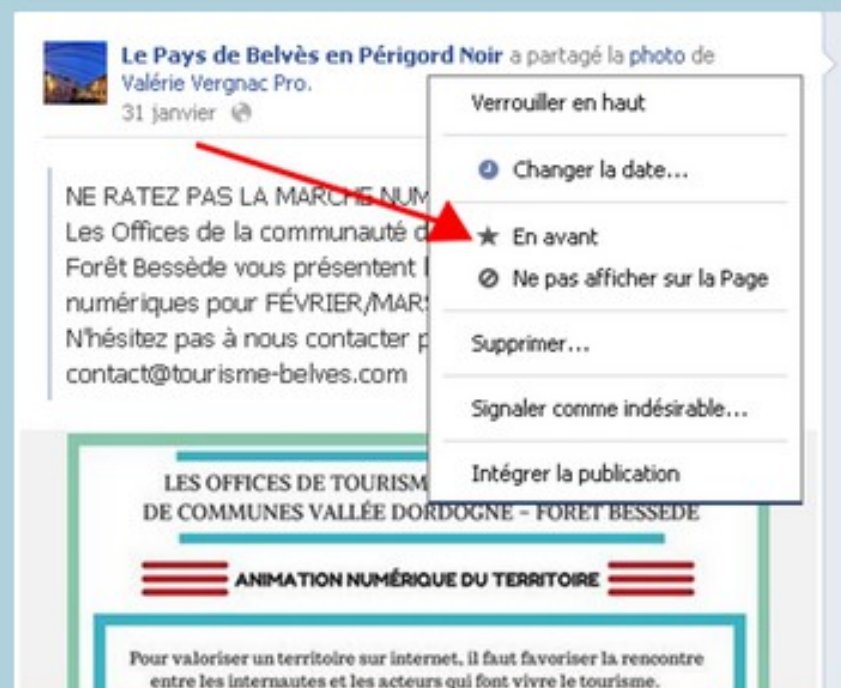 Le Pays de Belvès en Périgord Noir a partagé la photo de
Valérie Vergnac Pro.
31 janvier
Verrouiller en haut
Changer la date...
En avant
Ne pas afficher sur la Page
Supprimer...
Signaler comme indésirable...
Intégrer la publication
NE RATEZ PAS LA MARCHE NUM
Les Offices de la communauté d
Forêt Bessède vous présentent
numériques pour FÉVRIER/MARS
N'hésitez pas à nous contacter p
contact@tourisme-belves.com
LES OFFICES DE TOURISM
DE COMMUNES VALLÉE DORDOGNE - FORÊT BESSÈDE
ANIMATION NUMÉRIQUE DU TERRITOIRE
Pour valoriser un territoire sur internet, il faut favoriser la rencontre
entre les internautes et les acteurs qui font vivre le tourisme.